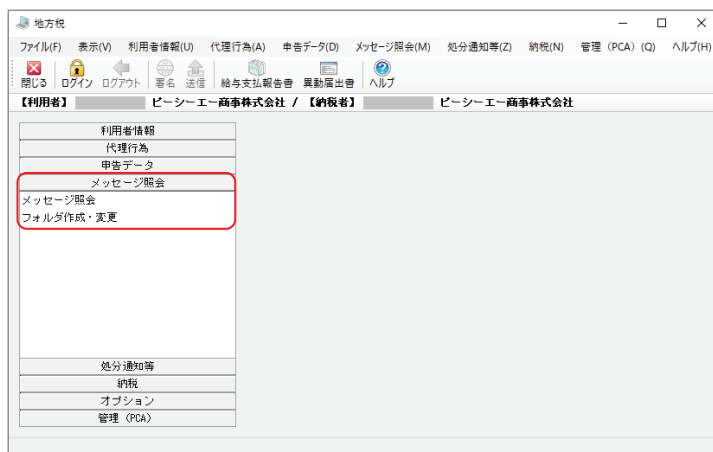 地方税
ファイル(F) 表示(V) 利用者情報(U) 代理行為(A) 申告データ(D) メッセージ照会(M) 処分通知等(Z) 納税(N) 管理（PCA）(Q) ヘルプ(H)
閉じる ログイン ログアウト 署名 送信 給与支払報告書 異動届出書 ヘルプ
【利用者】 ピーシーエー商事株式会社 / 【納税者】 ピーシーエー商事株式会社
利用者情報
代理行為
申告データ
メッセージ照会
メッセージ照会
フォルダ作成・変更
処分通知等
納税
オプション
管理（PCA）